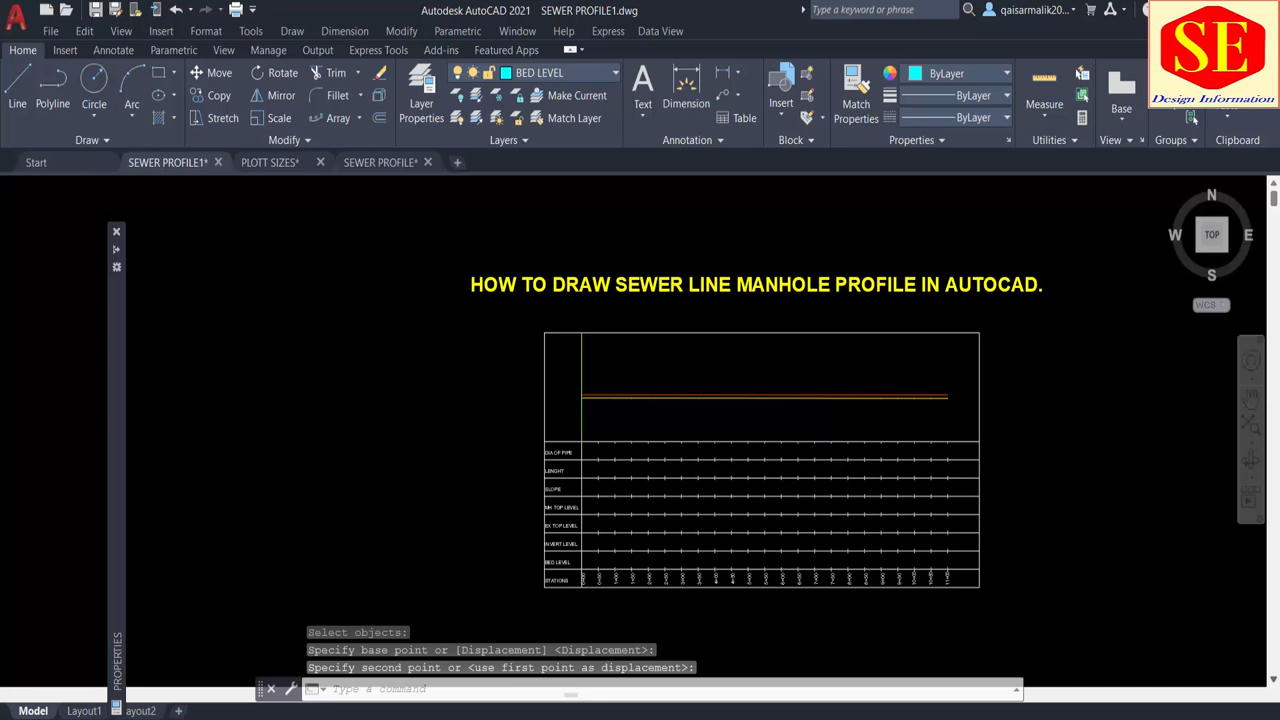 Autodesk AutoCAD 2021 SEWER PROFILE1.dwg
Type a keyword or phrase
qaisarmalik20...
File Edit View Insert Format Tools Draw Dimension Modify Parametric Window Help Express Data View
Home Insert Annotate Parametric View Manage Output Express Tools Add-ins Featured Apps
SE
Design Information
Line Polyline Circle Arc
Move Rotate Trim
Copy Mirror Fillet
Stretch Scale Array
Layer Properties
BED LEVEL
Make Current
Match Layer
Text Dimension Table
Insert
Match Properties
ByLayer
ByLayer
ByLayer
Measure
Base
Draw Modify Layers Annotation Block Properties Utilities View Groups Clipboard
Start SEWER PROFILE1* PLOTT SIZES* SEWER PROFILE*
N
W TOP E
S
WCS
HOW TO DRAW SEWER LINE MANHOLE PROFILE IN AUTOCAD.
DIA OF PIPE
LENGHT
SLOPE
MH TOP LEVEL
EX TOP LEVEL
INVERT LEVEL
BED LEVEL
STATIONS
PROPERTIES
Select objects:
Specify base point or [Displacement] <Displacement>:
Specify second point or <use first point as displacement>:
Type a command
Model Layout1 ayout2